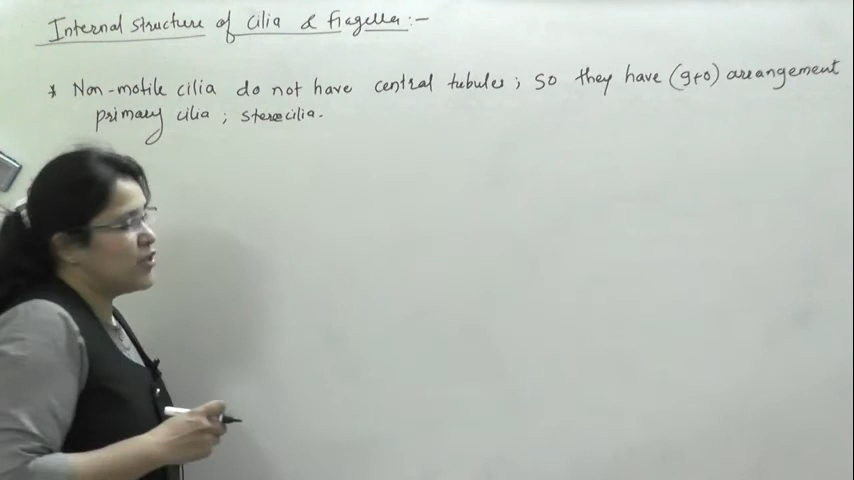 Internal structure of cilia & flagella:-
* Non-motile cilia do not have central tubules; so they have (9+0) arrangement
primary cilia ; sterecilia.